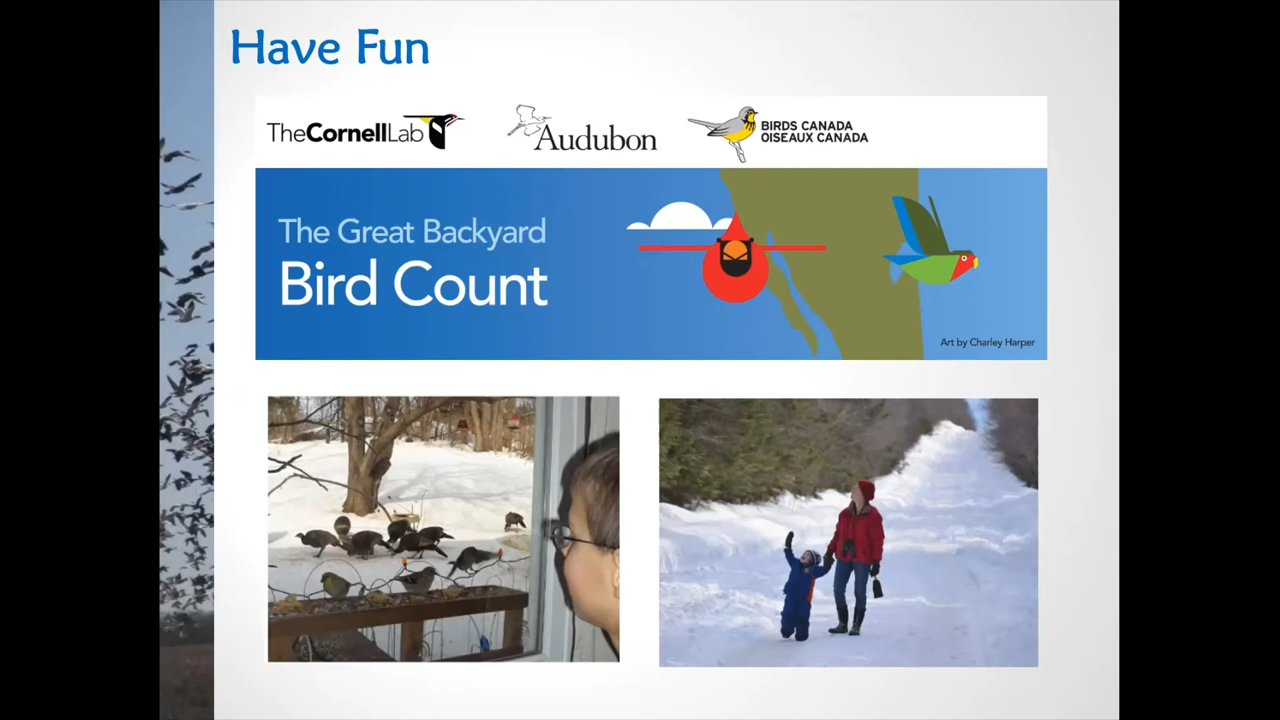 Have Fun
TheCornellLab
Audubon
BIRDS CANADA
OISEAUX CANADA
The Great Backyard
Bird Count
Art by Charley Harper